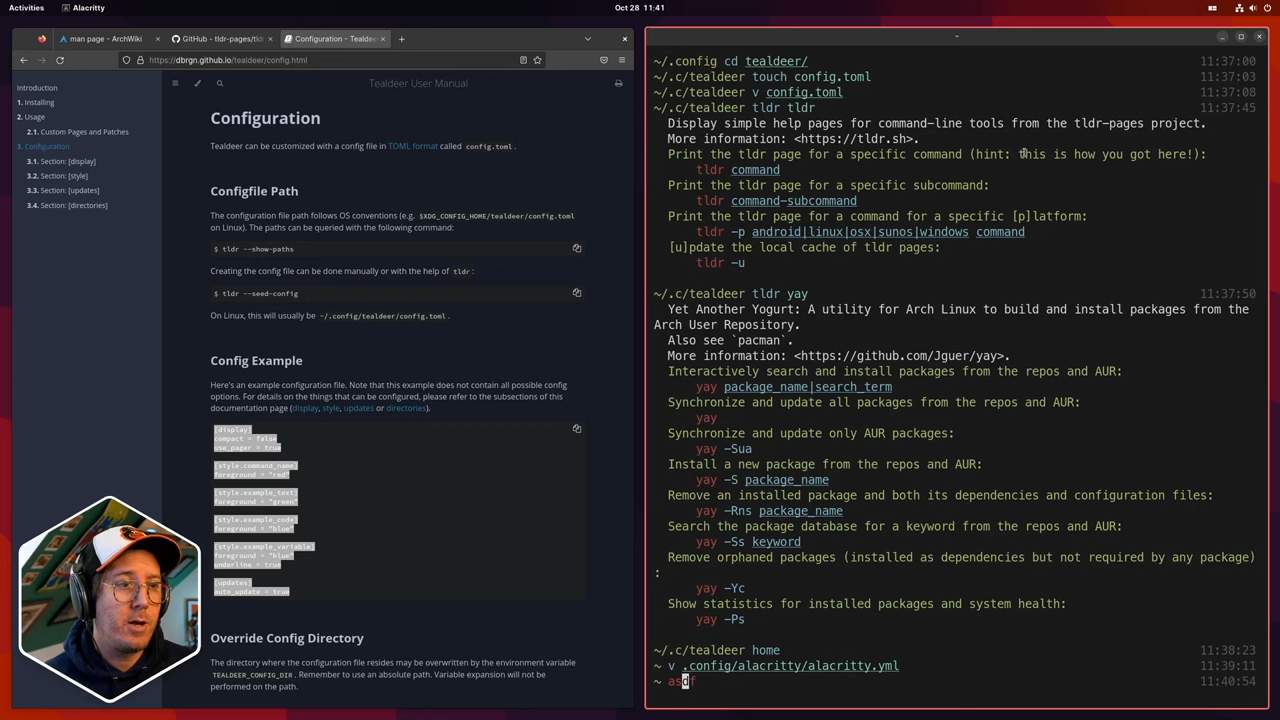 Activities
Alacritty
Oct 28  11:41
man page - ArchWiki
GitHub - tldr-pages/tldr
Configuration - Tealdee
https://dbrgn.github.io/tealdeer/config.html
Tealdeer User Manual
Introduction
1. Installing
2. Usage
2.1. Custom Pages and Patches
3. Configuration
3.1. Section: [display]
3.2. Section: [style]
3.3. Section: [updates]
3.4. Section: [directories]
Configuration
Tealdeer can be customized with a config file in TOML format called config.toml.
Configfile Path
The configuration file path follows OS conventions (e.g. $XDG_CONFIG_HOME/tealdeer/config.toml
on Linux). The paths can be queried with the following command:
$ tldr --show-paths
Creating the config file can be done manually or with the help of tldr:
$ tldr --seed-config
On Linux, this will usually be ~/.config/tealdeer/config.toml.
Config Example
Here's an example configuration file. Note that this example does not contain all possible config
options. For details on the things that can be configured, please refer to the subsections of this
documentation page (display, style, updates or directories).
[display]
compact = false
use_pager = true
[style.command_name]
foreground = "red"
[style.example_text]
foreground = "green"
[style.example_code]
foreground = "blue"
[style.example_variable]
foreground = "blue"
underline = true
[updates]
auto_update = true
Override Config Directory
The directory where the configuration file resides may be overwritten by the environment variable
TEALDEER_CONFIG_DIR. Remember to use an absolute path. Variable expansion will not be
performed on the path.
~
~/.config cd tealdeer/ 11:37:00
~/.c/tealdeer touch config.toml 11:37:03
~/.c/tealdeer v config.toml 11:37:08
~/.c/tealdeer tldr tldr 11:37:45
Display simple help pages for command-line tools from the tldr-pages project.
More information: <https://tldr.sh>.
Print the tldr page for a specific command (hint: this is how you got here!):
tldr command
Print the tldr page for a specific subcommand:
tldr command-subcommand
Print the tldr page for a command for a specific [p]latform:
tldr -p android|linux|osx|sunos|windows command
[u]pdate the local cache of tldr pages:
tldr -u
~/.c/tealdeer tldr yay 11:37:50
Yet Another Yogurt: A utility for Arch Linux to build and install packages from the
Arch User Repository.
Also see `pacman`.
More information: <https://github.com/Jguer/yay>.
Interactively search and install packages from the repos and AUR:
yay package_name|search_term
Synchronize and update all packages from the repos and AUR:
yay
Synchronize and update only AUR packages:
yay -Sua
Install a new package from the repos and AUR:
yay -S package_name
Remove an installed package and both its dependencies and configuration files:
yay -Rns package_name
Search the package database for a keyword from the repos and AUR:
yay -Ss keyword
Remove orphaned packages (installed as dependencies but not required by any package)
:
yay -Yc
Show statistics for installed packages and system health:
yay -Ps
~/.c/tealdeer home 11:38:23
~ v .config/alacritty/alacritty.yml 11:39:11
~ asdf 11:40:54